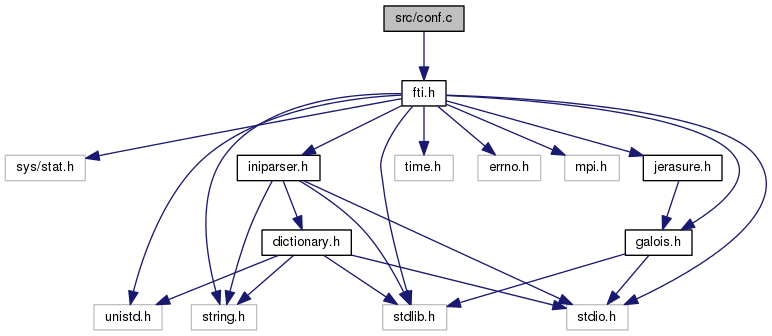 src/conf.c
fti.h
sys/stat.h
iniparser.h
time.h
errno.h
mpi.h
jerasure.h
dictionary.h
galois.h
unistd.h
string.h
stdlib.h
stdio.h